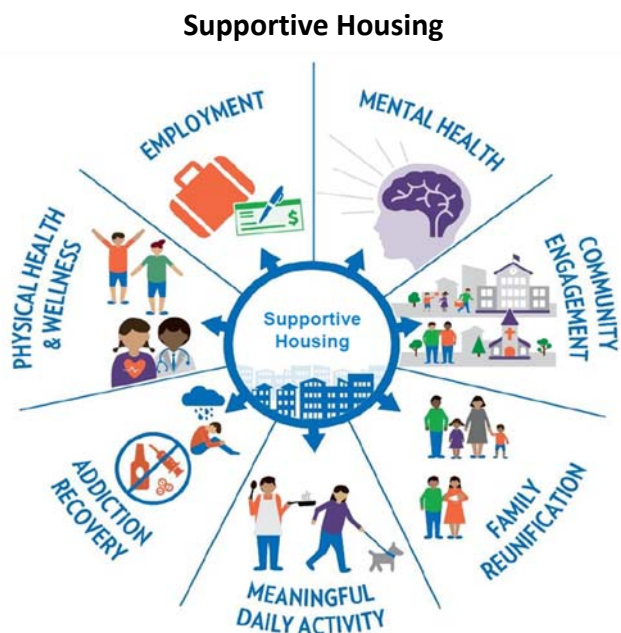 Supportive Housing
EMPLOYMENT
MENTAL HEALTH
PHYSICAL HEALTH
& WELLNESS
$
COMMUNITY
ENGAGEMENT
Supportive
Housing
ADDICTION
RECOVERY
FAMILY
REUNIFICATION
MEANINGFUL
DAILY ACTIVITY